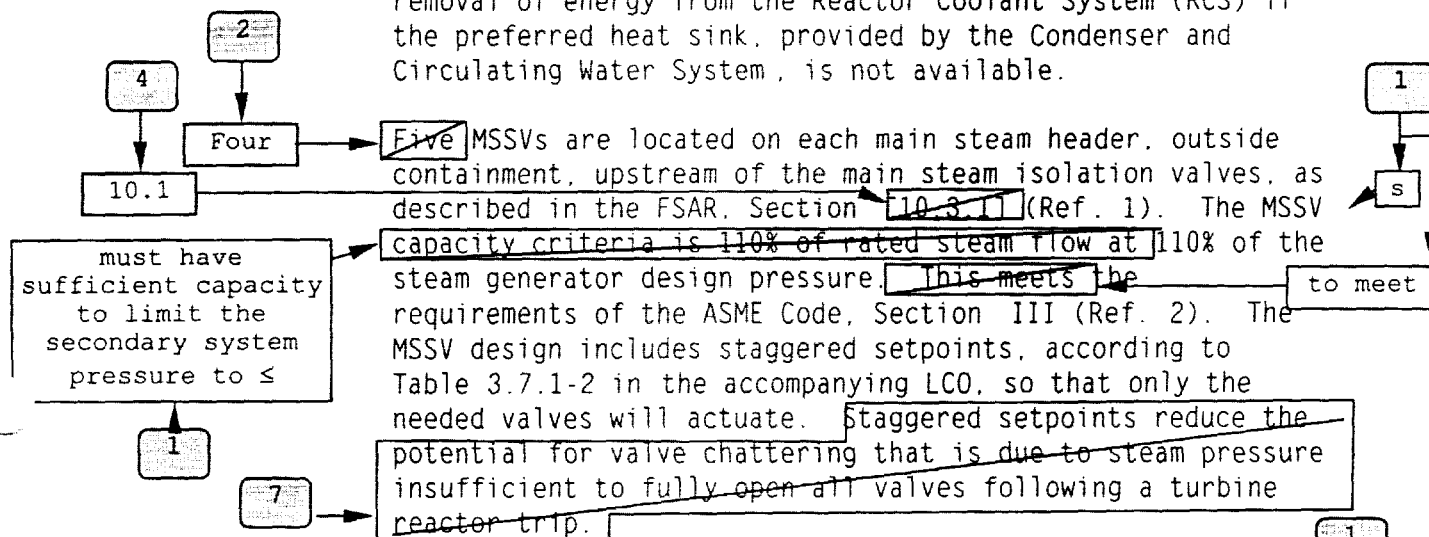 removal of energy from the Reactor Coolant System (RCS) if
2
the preferred heat sink, provided by the Condenser and
4
Circulating Water System, is not available.
1
Four
Five MSSVs are located on each main steam header, outside
containment, upstream of the main steam isolation valves, as
10.1
s
described in the FSAR, Section [10.3.1] (Ref. 1). The MSSV
capacity criteria is 110% of rated steam flow at 110% of the
must have
sufficient capacity
to limit the
secondary system
pressure to ≤
steam generator design pressure. This meets the
to meet
requirements of the ASME Code, Section III (Ref. 2). The
MSSV design includes staggered setpoints, according to
Table 3.7.1-2 in the accompanying LCO, so that only the
needed valves will actuate. Staggered setpoints reduce the
1
potential for valve chattering that is due to steam pressure
7
insufficient to fully open all valves following a turbine
reactor trip.
1